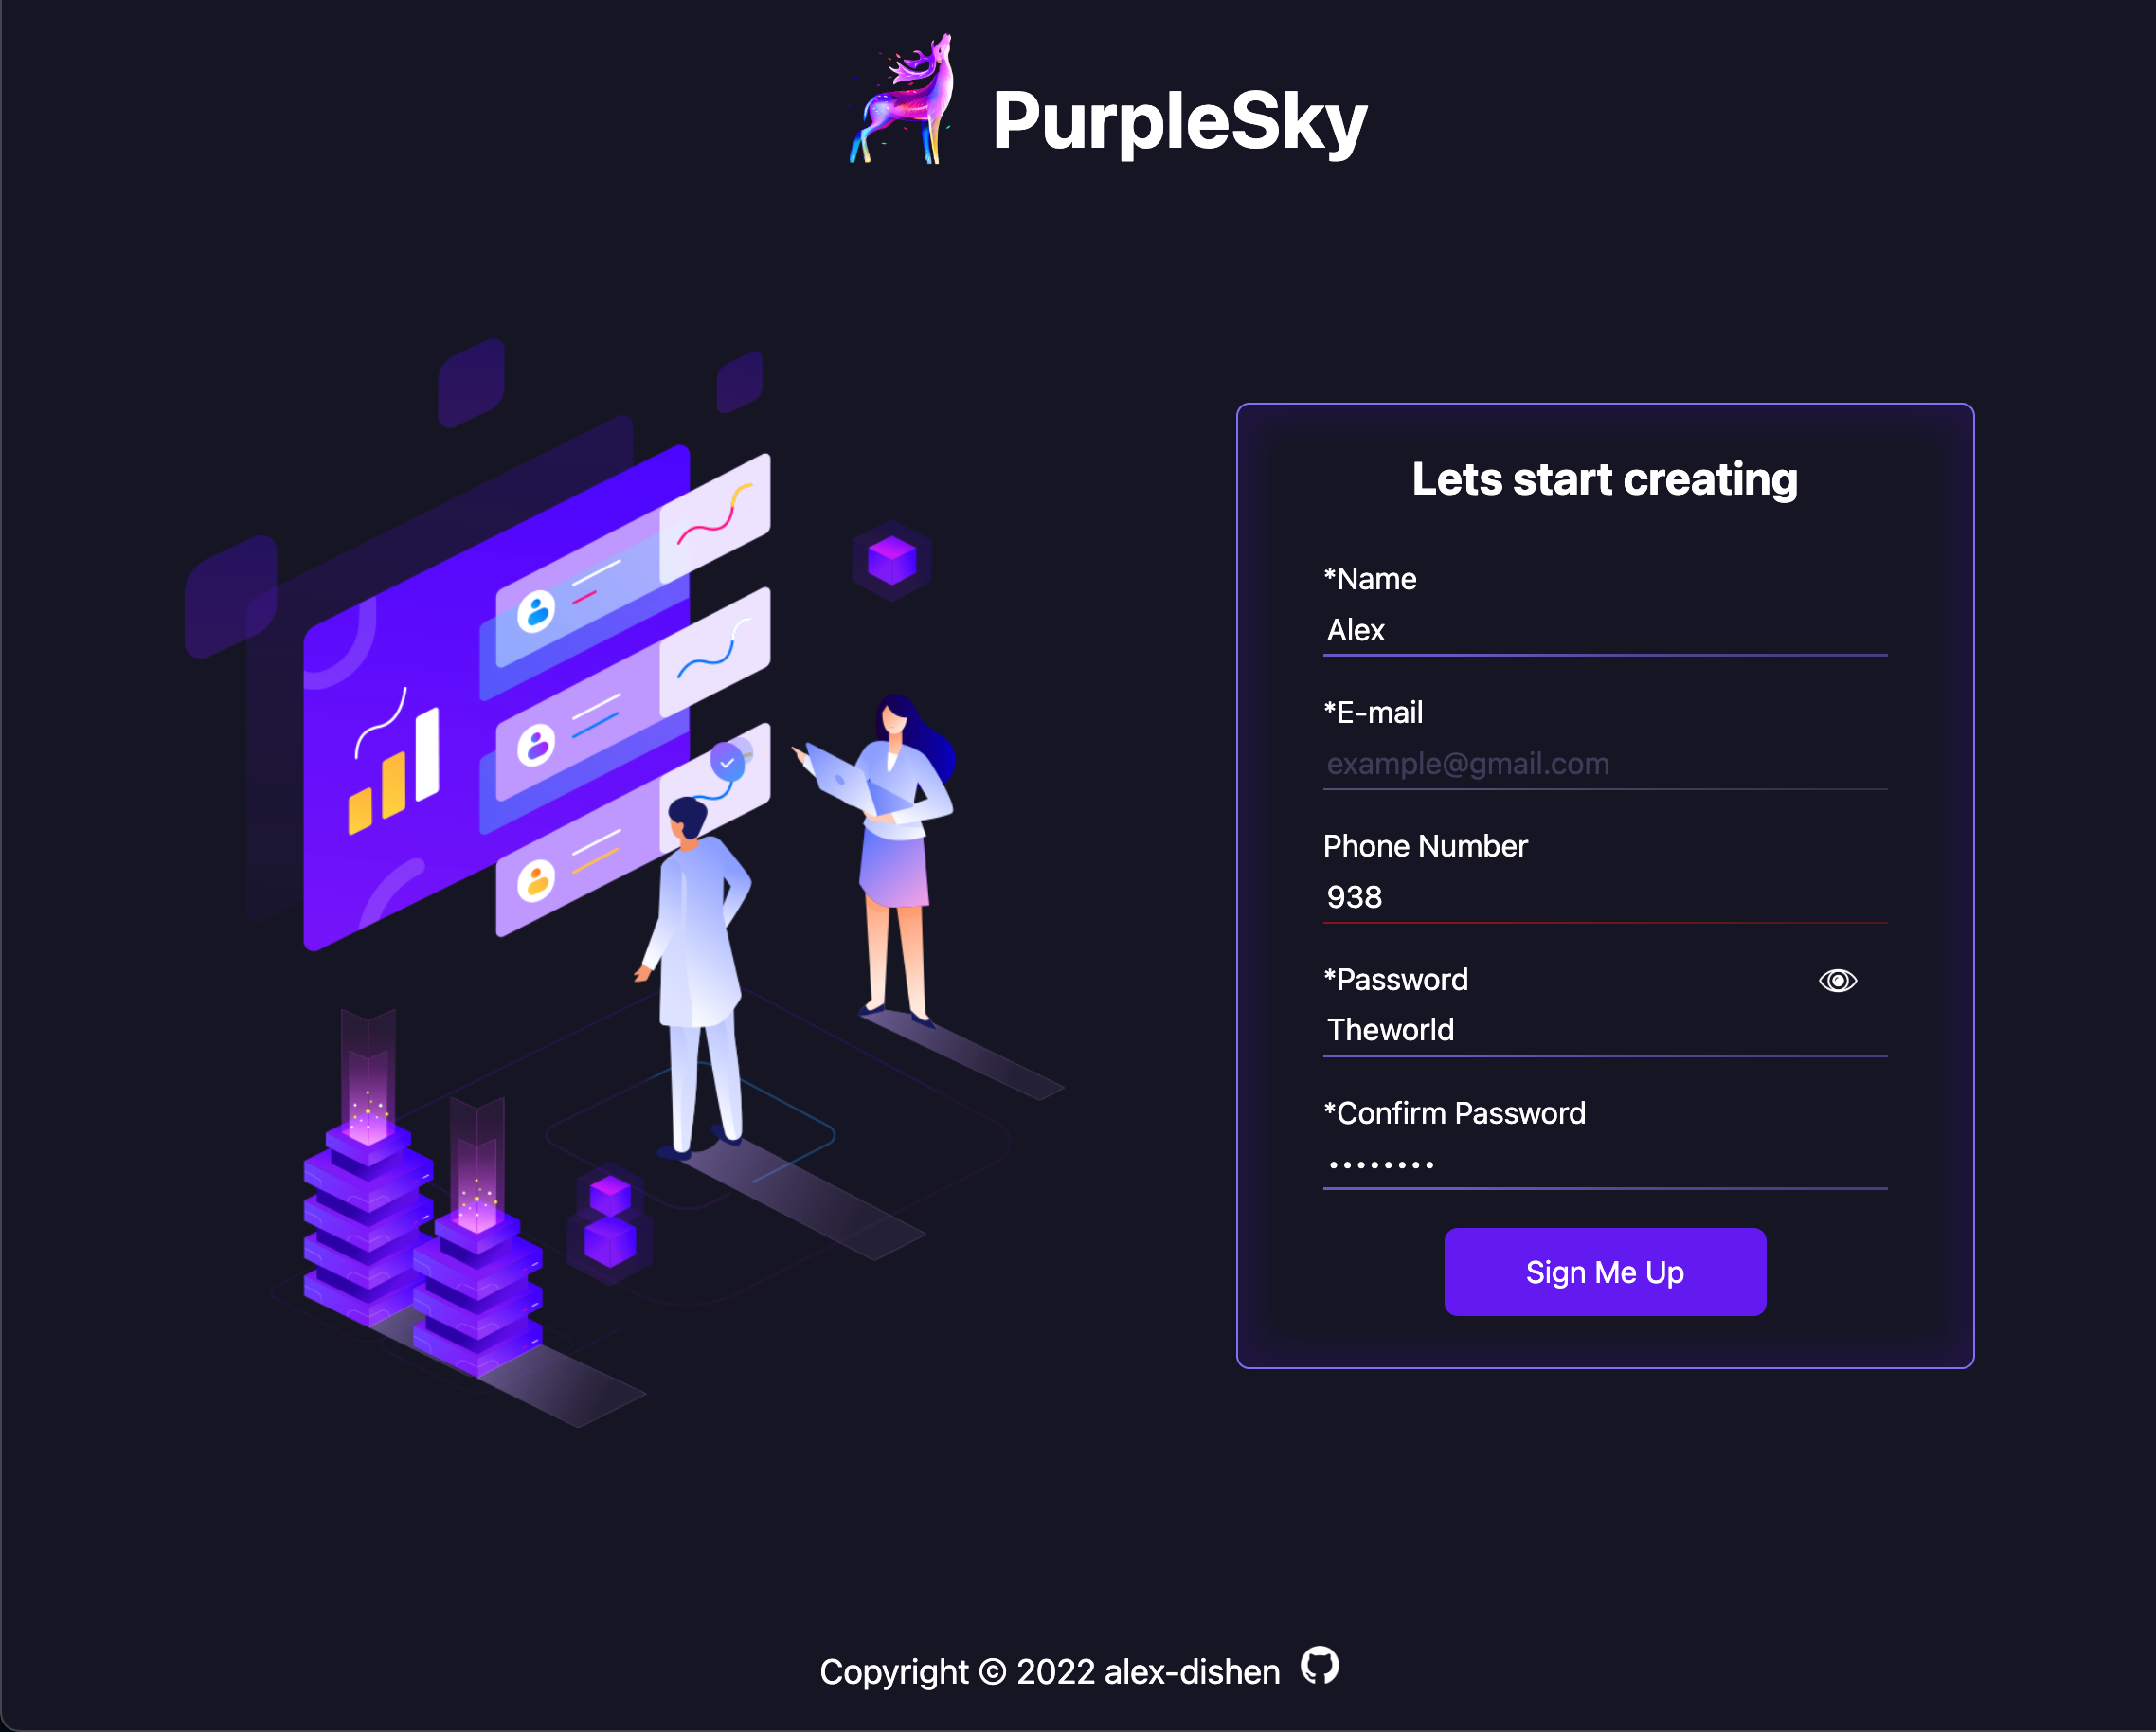 PurpleSky
Lets start creating
*Name
Alex
*E-mail
example@gmail.com
Phone Number
938
*Password
Theworld
*Confirm Password
••••••••
Sign Me Up
Copyright © 2022 alex-dishen